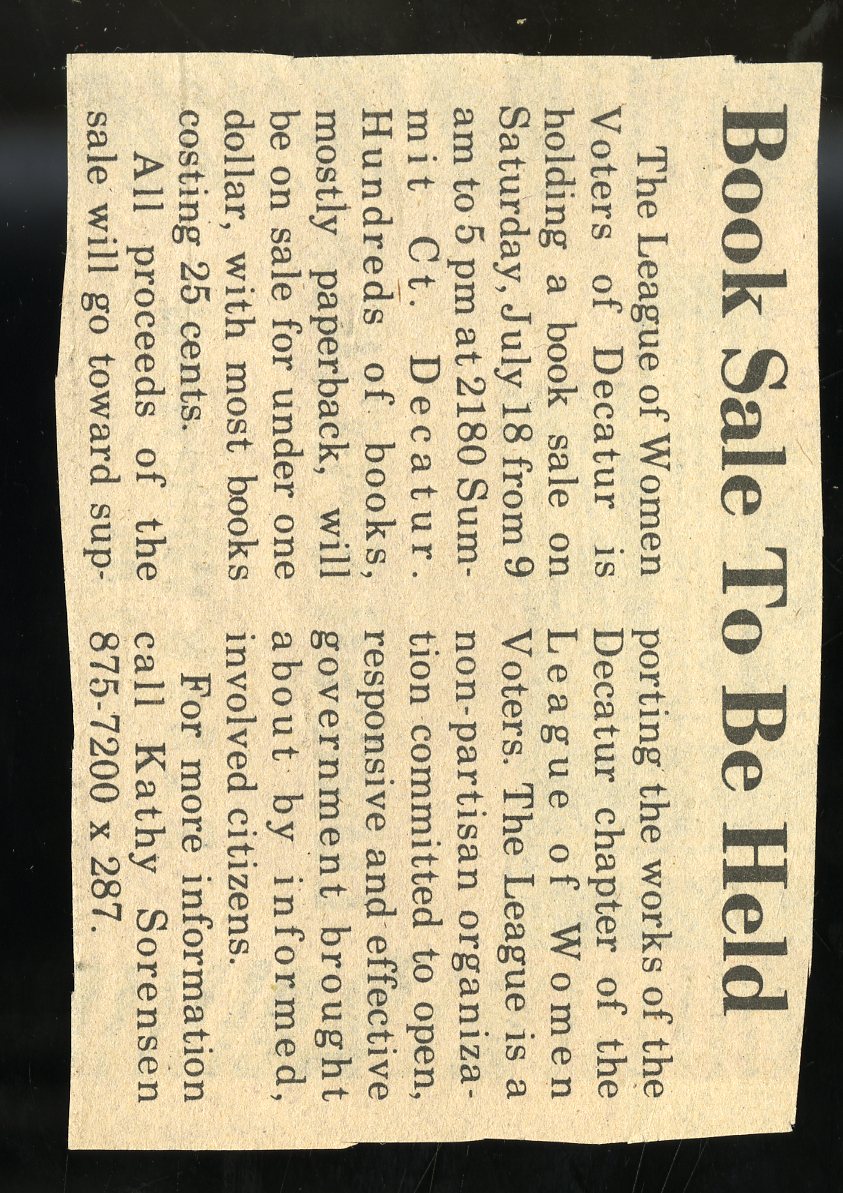 Book Sale To Be Held
The League of Women
Voters of Decatur is
holding a book sale on
Saturday, July 18 from 9
am to 5 pm at 2180 Sum-
mit Ct. Decatur.
Hundreds of books,
mostly paperback, will
be on sale for under one
dollar, with most books
costing 25 cents.
All proceeds of the
sale will go toward sup-
porting the works of the
Decatur chapter of the
League of Women
Voters. The League is a
non-partisan organiza-
tion committed to open,
responsive and effective
government brought
about by informed,
involved citizens.
For more information
call Kathy Sorensen
875-7200 x 287.